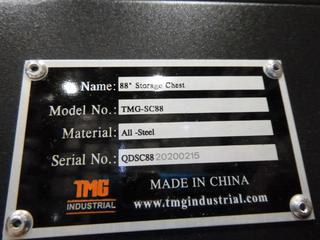 Name: 88" Storage Chest
Model No.: TMG-SC88
Material: All -Steel
Serial No.: QDSC88 20200215
TMG
INDUSTRIAL
MADE IN CHINA
www.tmgindustrial.com